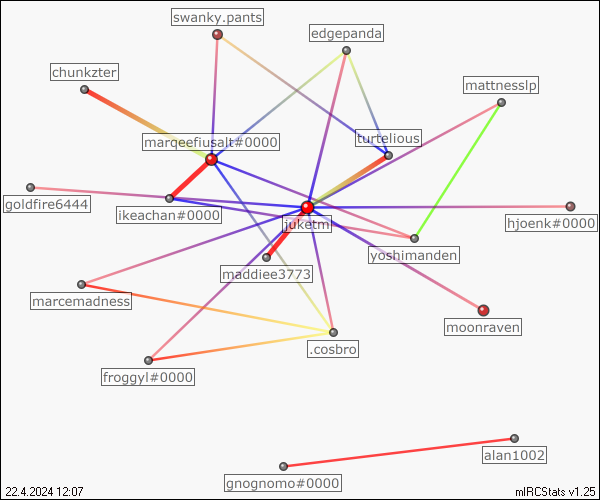 swanky.pants
edgepanda
chunkzter
mattnesslp
marqeefiusalt#0000
turtelious
goldfire6444
ikeachan#0000
juketm
hjoenk#0000
yoshimanden
maddiee3773
marcemadness
moonraven
.cosbro
froggyl#0000
alan1002
gnognomo#0000
22.4.2024 12:07
mIRCStats v1.25